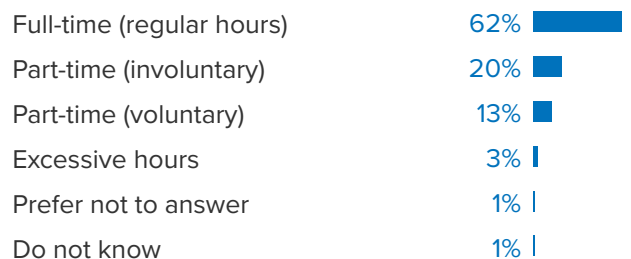 Full-time (regular hours) 62%
Part-time (involuntary) 20%
Part-time (voluntary) 13%
Excessive hours 3%
Prefer not to answer 1%
Do not know 1%